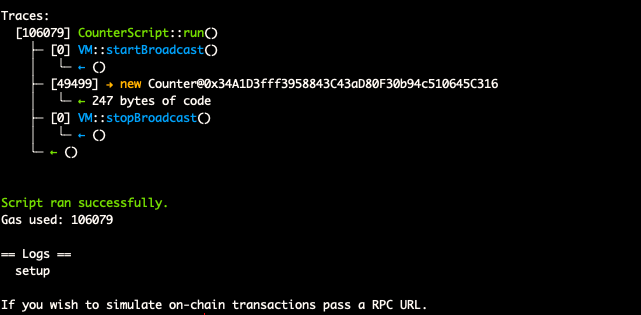 Traces:
  [106079] CounterScript::run()
    ├─ [0] VM::startBroadcast()
    │   └─ ← ()
    ├─ [49499] → new Counter@0x34A1D3fff3958843C43aD80F30b94c510645C316
    │   └─ ← 247 bytes of code
    ├─ [0] VM::stopBroadcast()
    │   └─ ← ()
    └─ ← ()
Script ran successfully.
Gas used: 106079
== Logs ==
  setup
If you wish to simulate on-chain transactions pass a RPC URL.